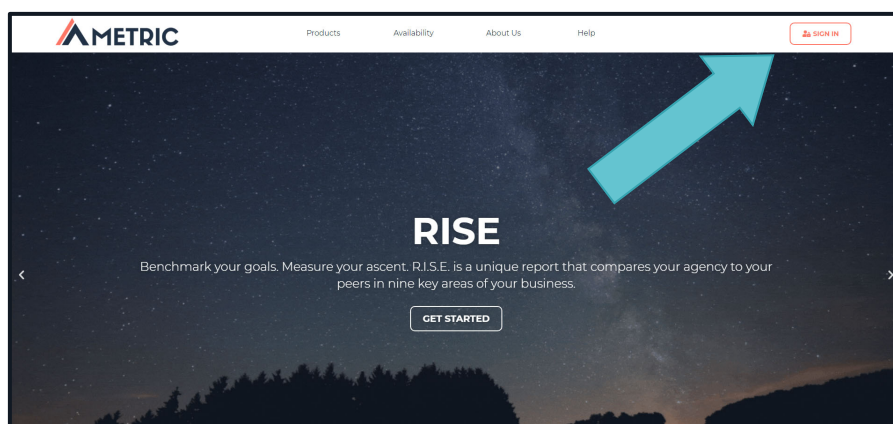 METRIC
Products Availability About Us Help SIGN IN
RISE
Benchmark your goals. Measure your ascent. R.I.S.E. is a unique report that compares your agency to your
peers in nine key areas of your business.
GET STARTED